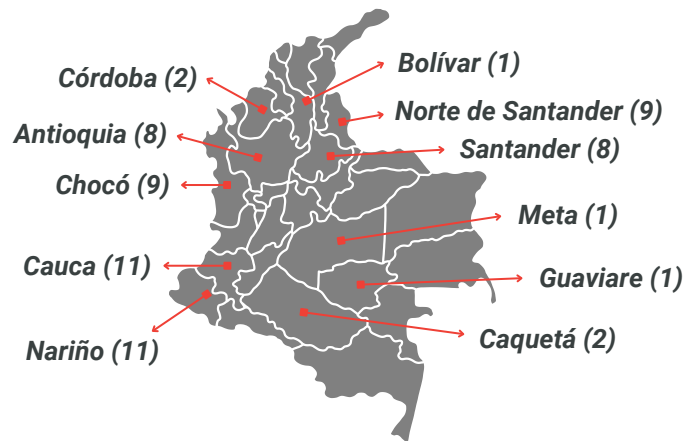 Córdoba (2)
Antioquia (8)
Chocó (9)
Cauca (11)
Nariño (11)
Bolívar (1)
Norte de Santander (9)
Santander (8)
Meta (1)
Guaviare (1)
Caquetá (2)